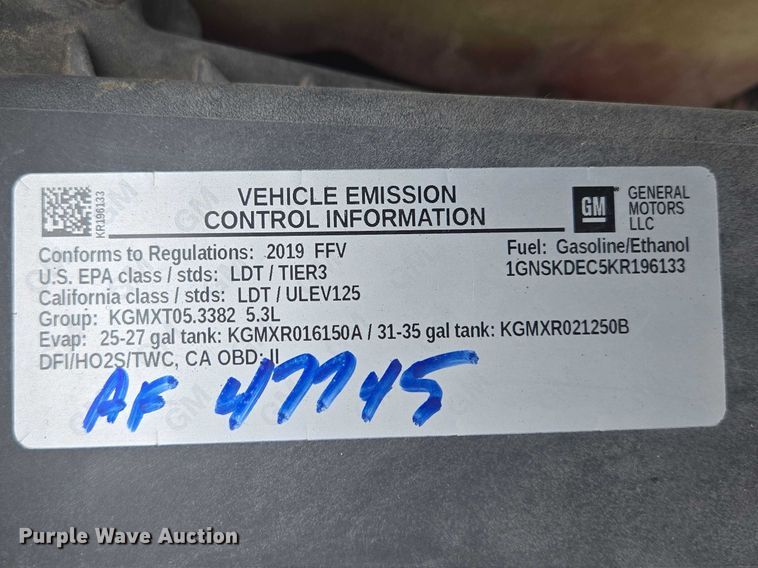 KR196133
VEHICLE EMISSION
CONTROL INFORMATION
GM
GENERAL
MOTORS
LLC
Conforms to Regulations: 2019 FFV
Fuel: Gasoline/Ethanol
U.S. EPA class / stds: LDT / TIER3
1GNSKDEC5KR196133
California class / stds: LDT / ULEV125
Group: KGMXT05.3382 5.3L
Evap: 25-27 gal tank: KGMXR016150A / 31-35 gal tank: KGMXR021250B
DFI/HO2S/TWC, CA OBD: II
AF 47745
Purple Wave Auction